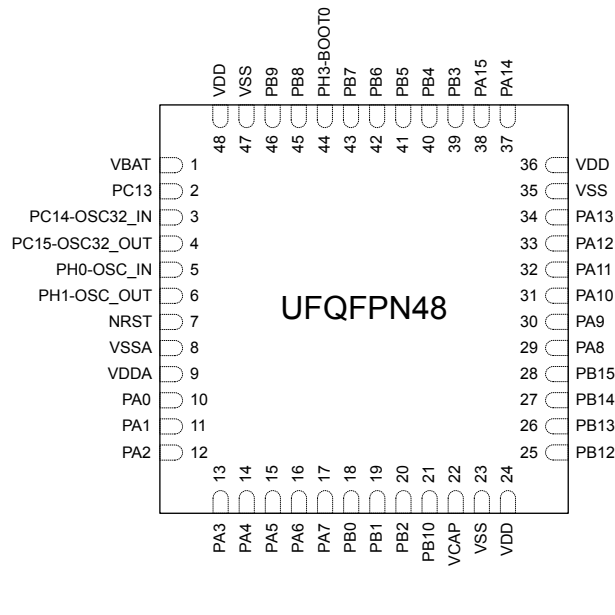 VDD
VSS
PB9
PB8
PH3-BOOT0
PB7
PB6
PB5
PB4
PB3
PA15
PA14
48
47
46
45
44
43
42
41
40
39
38
37
VBAT 1
PC13 2
PC14-OSC32_IN 3
PC15-OSC32_OUT 4
PH0-OSC_IN 5
PH1-OSC_OUT 6
NRST 7
VSSA 8
VDDA 9
PA0 10
PA1 11
PA2 12
UFQFPN48
36 VDD
35 VSS
34 PA13
33 PA12
32 PA11
31 PA10
30 PA9
29 PA8
28 PB15
27 PB14
26 PB13
25 PB12
13
14
15
16
17
18
19
20
21
22
23
24
PA3
PA4
PA5
PA6
PA7
PB0
PB1
PB2
PB10
VCAP
VSS
VDD